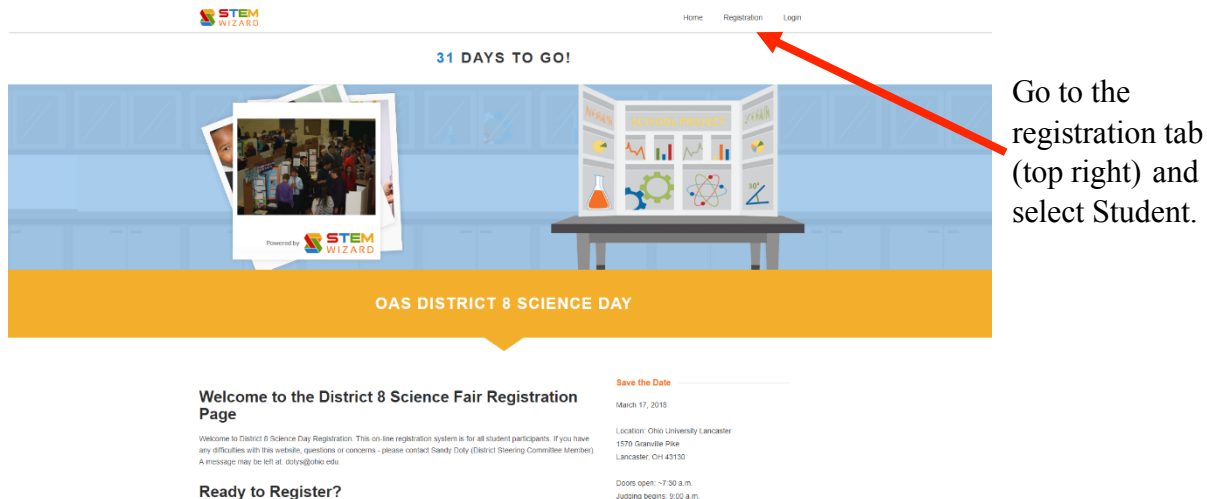 STEM
WIZARD
Home Registration Login
31 DAYS TO GO!
Go to the
registration tab
(top right) and
select Student.
SCHOOL PROJECT
30°
Powered by STEM
WIZARD
OAS DISTRICT 8 SCIENCE DAY
Welcome to the District 8 Science Fair Registration
Page
Welcome to District 8 Science Day Registration. This on-line registration system is for all student participants. If you have
any difficulties with this website, questions or concerns - please contact Sandy Doty (District Steering Committee Member).
A message may be left at, dotys@ohio.edu.
Ready to Register?
Save the Date
March 17, 2018
Location: Ohio University Lancaster
1570 Granville Pike
Lancaster, OH 43130
Doors open: ~7:30 a.m.
Judging begins: 9:00 a.m.